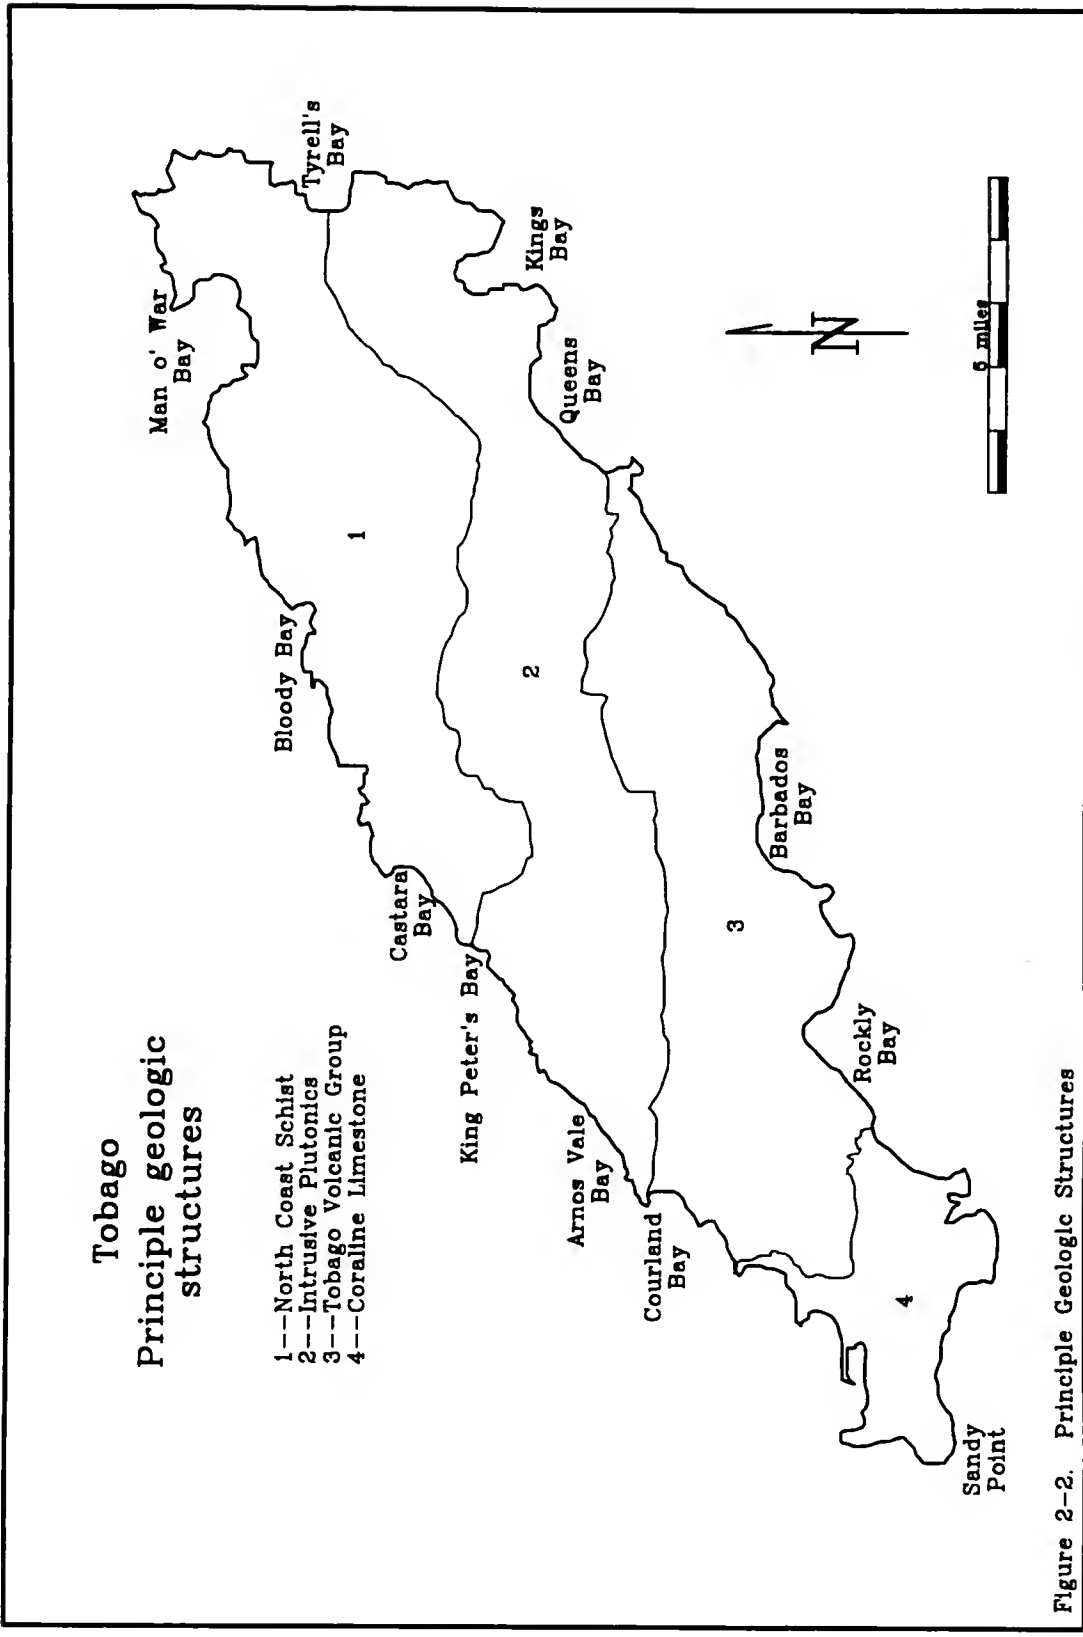 Tobago
Principle geologic
structures
1--North Coast Schist
2--Intrusive Plutonics
3--Tobago Volcanic Group
4--Coraline Limestone
Man o' War
Bay
Tyrell's
Bay
Bloody Bay
Kings
Bay
Castara
Bay
Queens
Bay
King Peter's Bay
Arnos Vale
Bay
Courland
Bay
Barbados
Bay
Rockly
Bay
Sandy
Point
1
2
3
4
N
5 miles
Figure 2-2. Principle Geologic Structures